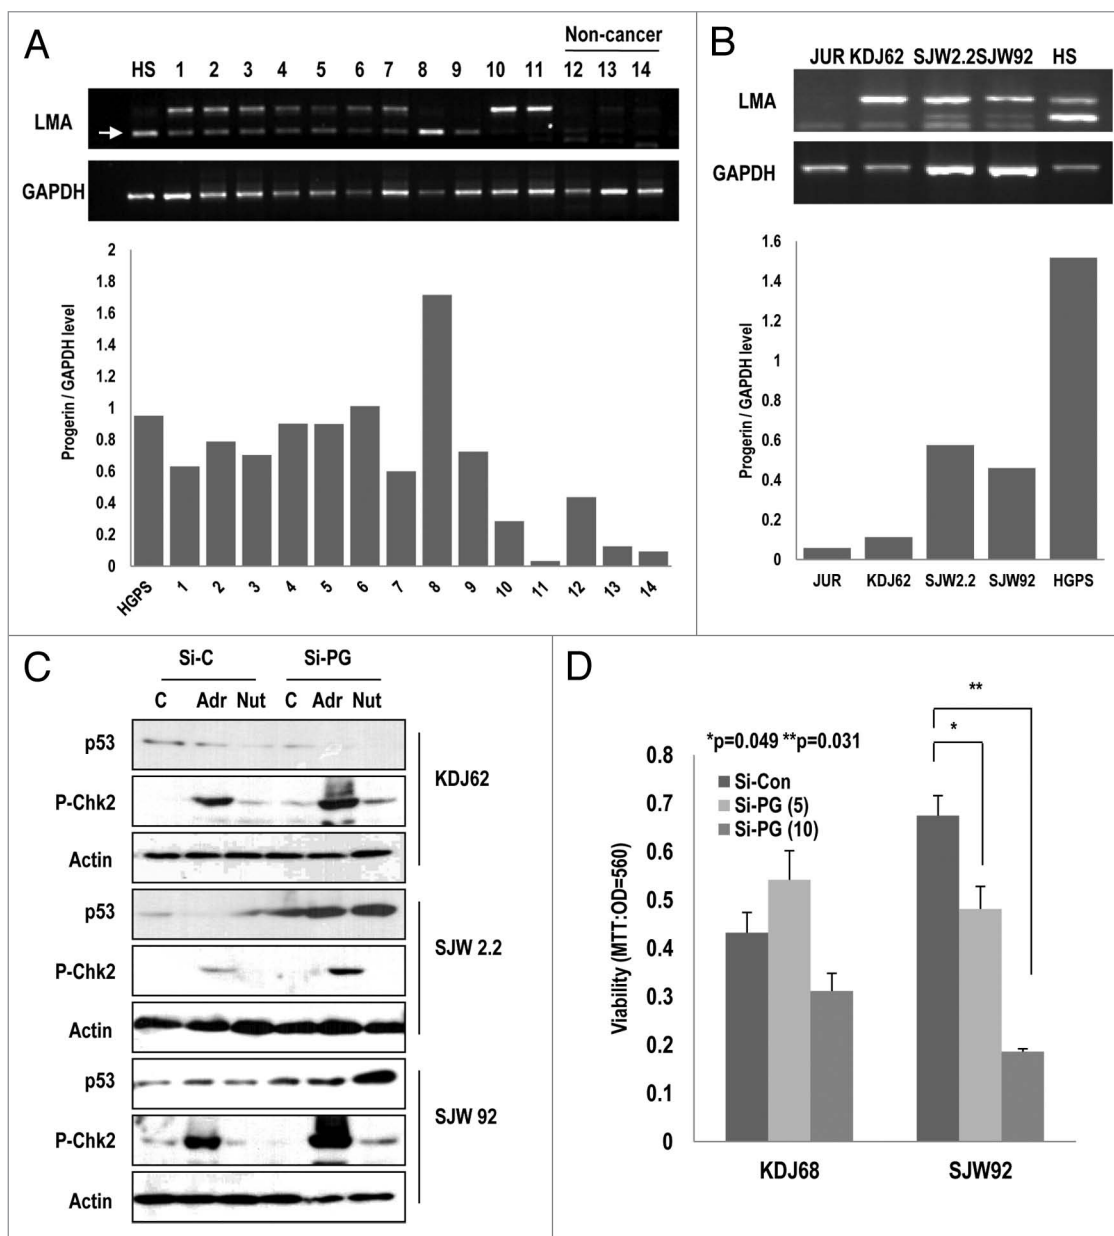 A
Non-cancer
HS 1 2 3 4 5 6 7 8 9 10 11 12 13 14
LMA
GAPDH
2
1.8
1.6
1.4
1.2
1
0.8
0.6
0.4
0.2
0
Progerin / GAPDH level
HGPS 1 2 3 4 5 6 7 8 9 10 11 12 13 14
B
JUR KDJ62 SJW2.2SJW92 HS
LMA
GAPDH
1.6
1.4
1.2
1
0.8
0.6
0.4
0.2
0
Progerin / GAPDH level
JUR KDJ62 SJW2.2 SJW92 HGPS
C
Si-C Si-PG
C Adr Nut C Adr Nut
p53
P-Chk2
Actin
KDJ62
p53
P-Chk2
Actin
SJW 2.2
p53
P-Chk2
Actin
SJW 92
D
**
*
*p=0.049 **p=0.031
Si-Con
Si-PG (5)
Si-PG (10)
0.8
0.7
0.6
0.5
0.4
0.3
0.2
0.1
0
Viability (MTT:OD=560)
KDJ68 SJW92